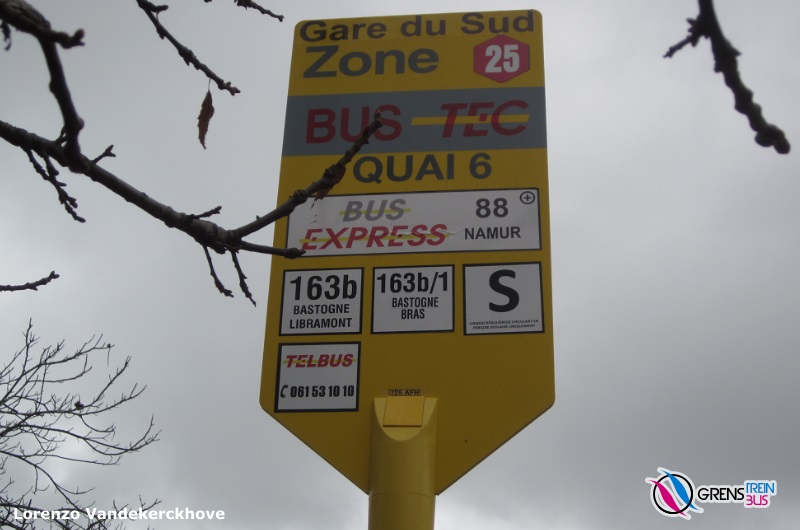 Gare du Sud
Zone 25
BUS TEC
QUAI 6
BUS
EXPRESS
88
NAMUR
163b
BASTOGNE
LIBRAMONT
163b/1
BASTOGNE
BRAS
S
TELBUS
061 53 10 10
Lorenzo Vandekerckhove
GRENS TREIN BUS